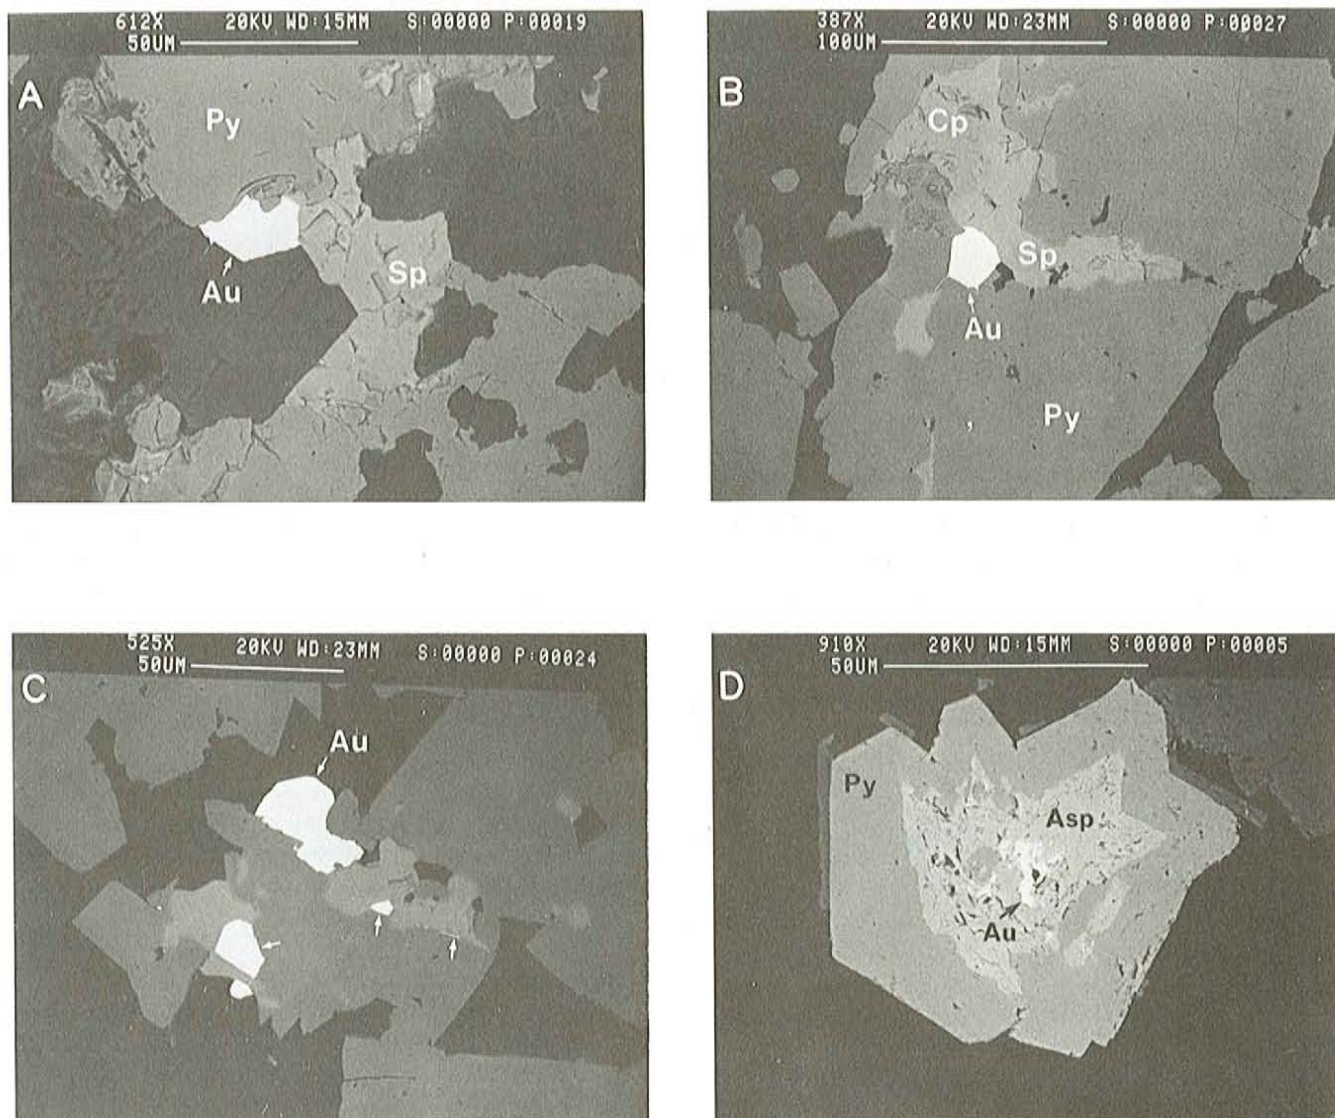 612X 20KV WD:15MM S:00000 P:00019
50UM
A
Py
Sp
Au
387X 20KV WD:23MM S:00000 P:00027
100UM
B
Cp
Sp
Au
Py
525X 20KV WD:23MM S:00000 P:00024
50UM
C
Au
910X 20KV WD:15MM S:00000 P:00005
50UM
D
Py
Asp
Au